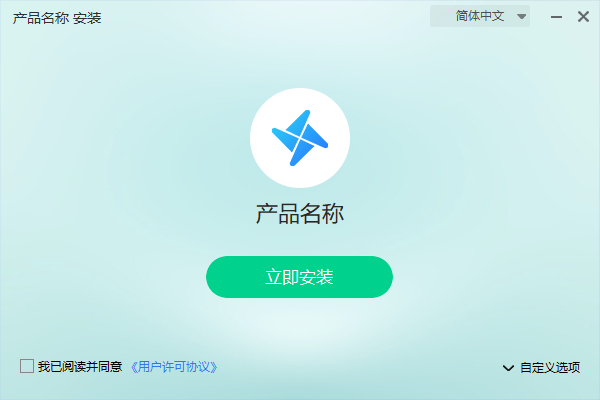 产品名称 安装
简体中文
产品名称
立即安装
我已阅读并同意 《用户许可协议》
自定义选项